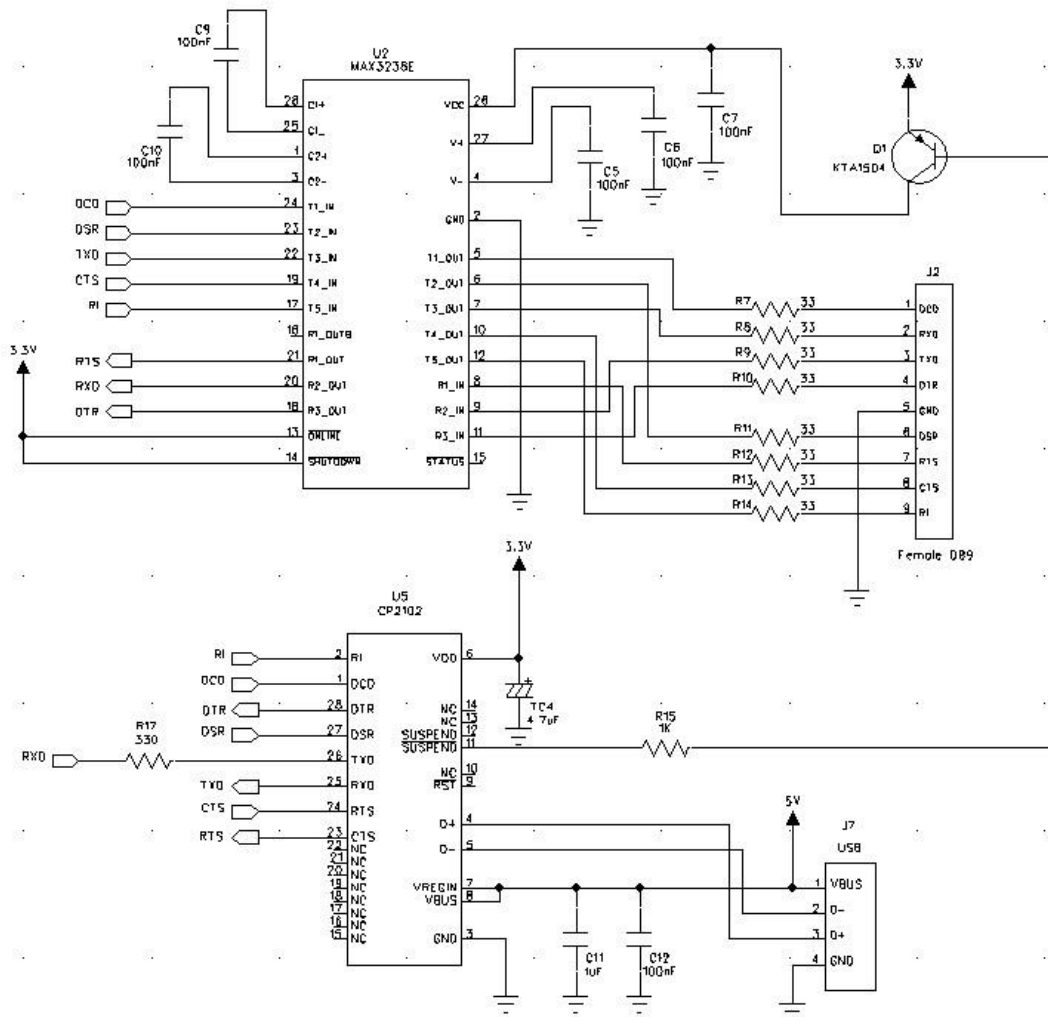 C9
100nF
C10
100nF
U2
MAX3238E
28 C1+
25 C1-
1 C2+
3 C2-
DCD 24 T1_IN
DSR 23 T2_IN
TXD 22 T3_IN
CTS 19 T4_IN
RI 17 T5_IN
16 R1_OUTB
RTS 21 R1_OUT
RXD 20 R2_OUT
DTR 18 R3_OUT
13 ONLINE
14 SHUTDOWN
3.3V
VCC 26
V+ 27
V- 4
GND 2
T1_OUT 5
T2_OUT 6
T3_OUT 7
T4_OUT 10
T5_OUT 12
R1_IN 8
R2_IN 9
R3_IN 11
STATUS 15
C7
100nF
C6
100nF
C5
100nF
3.3V
Q1
KTA1504
J2
R7 33 1 DCD
R8 33 2 RXD
R9 33 3 TXD
R10 33 4 DTR
5 GND
R11 33 6 DSR
R12 33 7 RTS
R13 33 8 CTS
R14 33 9 RI
Female DB9
3.3V
U5
CP2102
RI 2 RI
DCD 1 DCD
DTR 28 DTR
DSR 27 DSR
R17
330
RXD 26 TXD
TXD 25 RXD
CTS 24 RTS
RTS 23 CTS
22 NC
21 NC
20 NC
19 NC
18 NC
17 NC
16 NC
15 NC
VDD 6
NC 14
NC 13
SUSPEND 12
SUSPEND 11
NC 10
RST 9
D+ 4
D- 5
VREGIN 7
VBUS 8
GND 3
TC4
4.7uF
R15
1K
5V
J7
USB
1 VBUS
2 D-
3 D+
4 GND
C11
1uF
C12
100nF